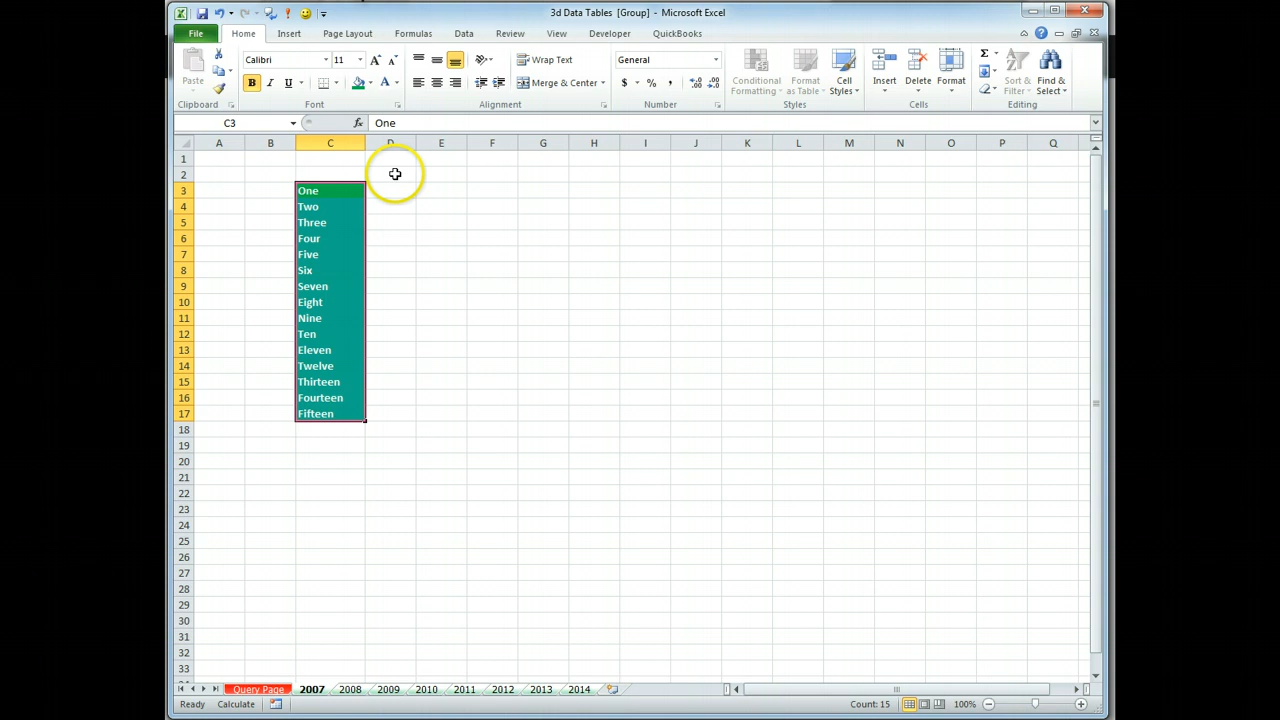 3d Data Tables [Group] - Microsoft Excel
File Home Insert Page Layout Formulas Data Review View Developer QuickBooks
Paste
Calibri 11
B I U
A A
A
Wrap Text
Merge & Center
General
$ % ,
Conditional Formatting
Format as Table
Cell Styles
Insert Delete Format
Sort & Filter
Find & Select
Clipboard Font Alignment Number Styles Cells Editing
C3 fx One
A B C D E F G H I J K L M N O P Q
1
2
3 One
4 Two
5 Three
6 Four
7 Five
8 Six
9 Seven
10 Eight
11 Nine
12 Ten
13 Eleven
14 Twelve
15 Thirteen
16 Fourteen
17 Fifteen
18
19
20
21
22
23
24
25
26
27
28
29
30
31
32
33
Query Page 2007 2008 2009 2010 2011 2012 2013 2014
Ready Calculate Count: 15 100%